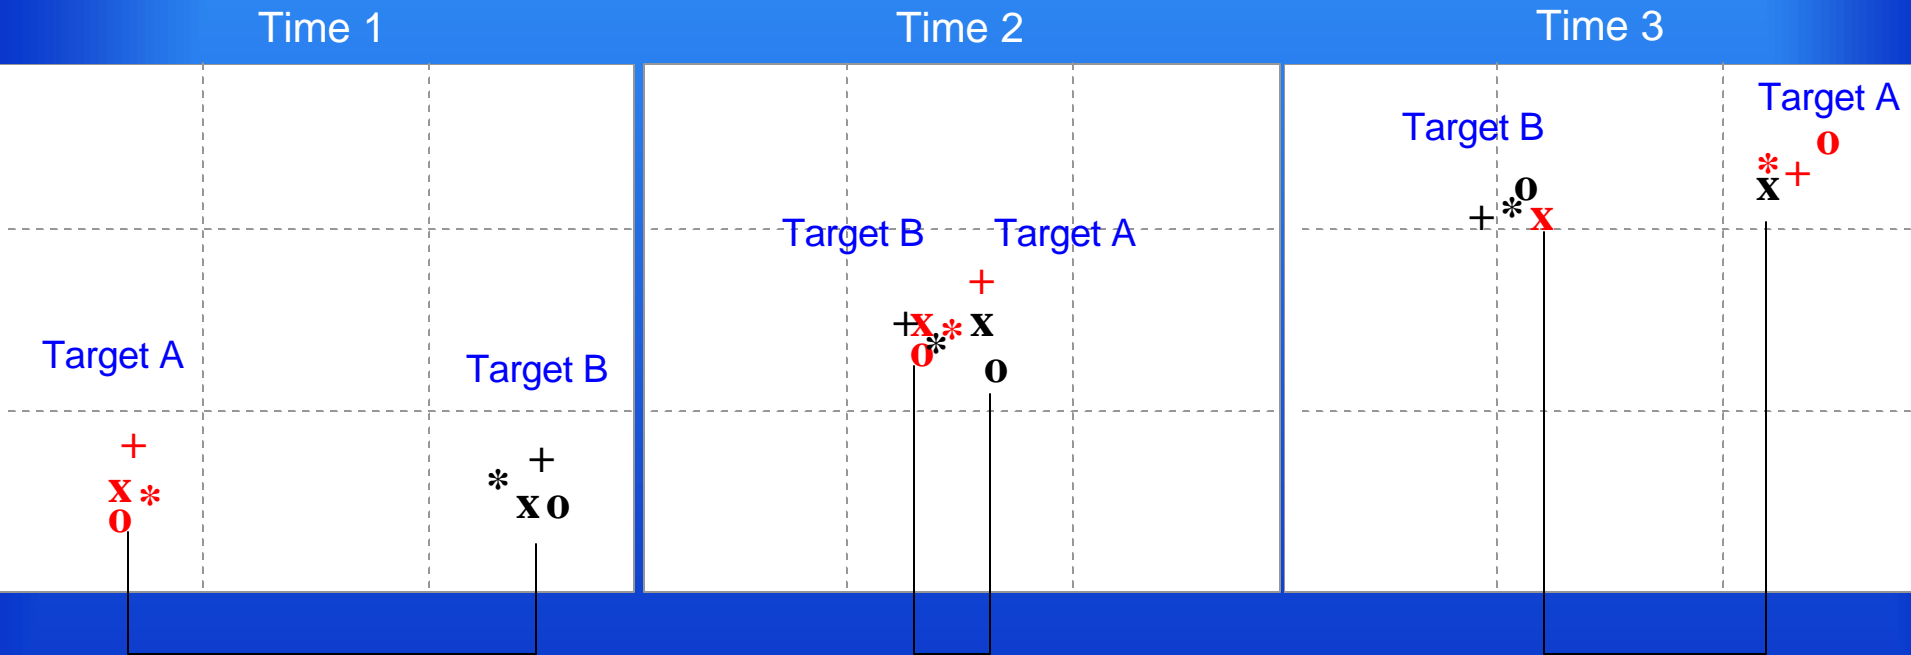 Time 1
Time 2
Time 3
Target A
Target B
+
x *
o
+
*
x o
Target B
Target A
+
+ x * x
o *
o
Target B
Target A
o
+ * x
o
* +
x